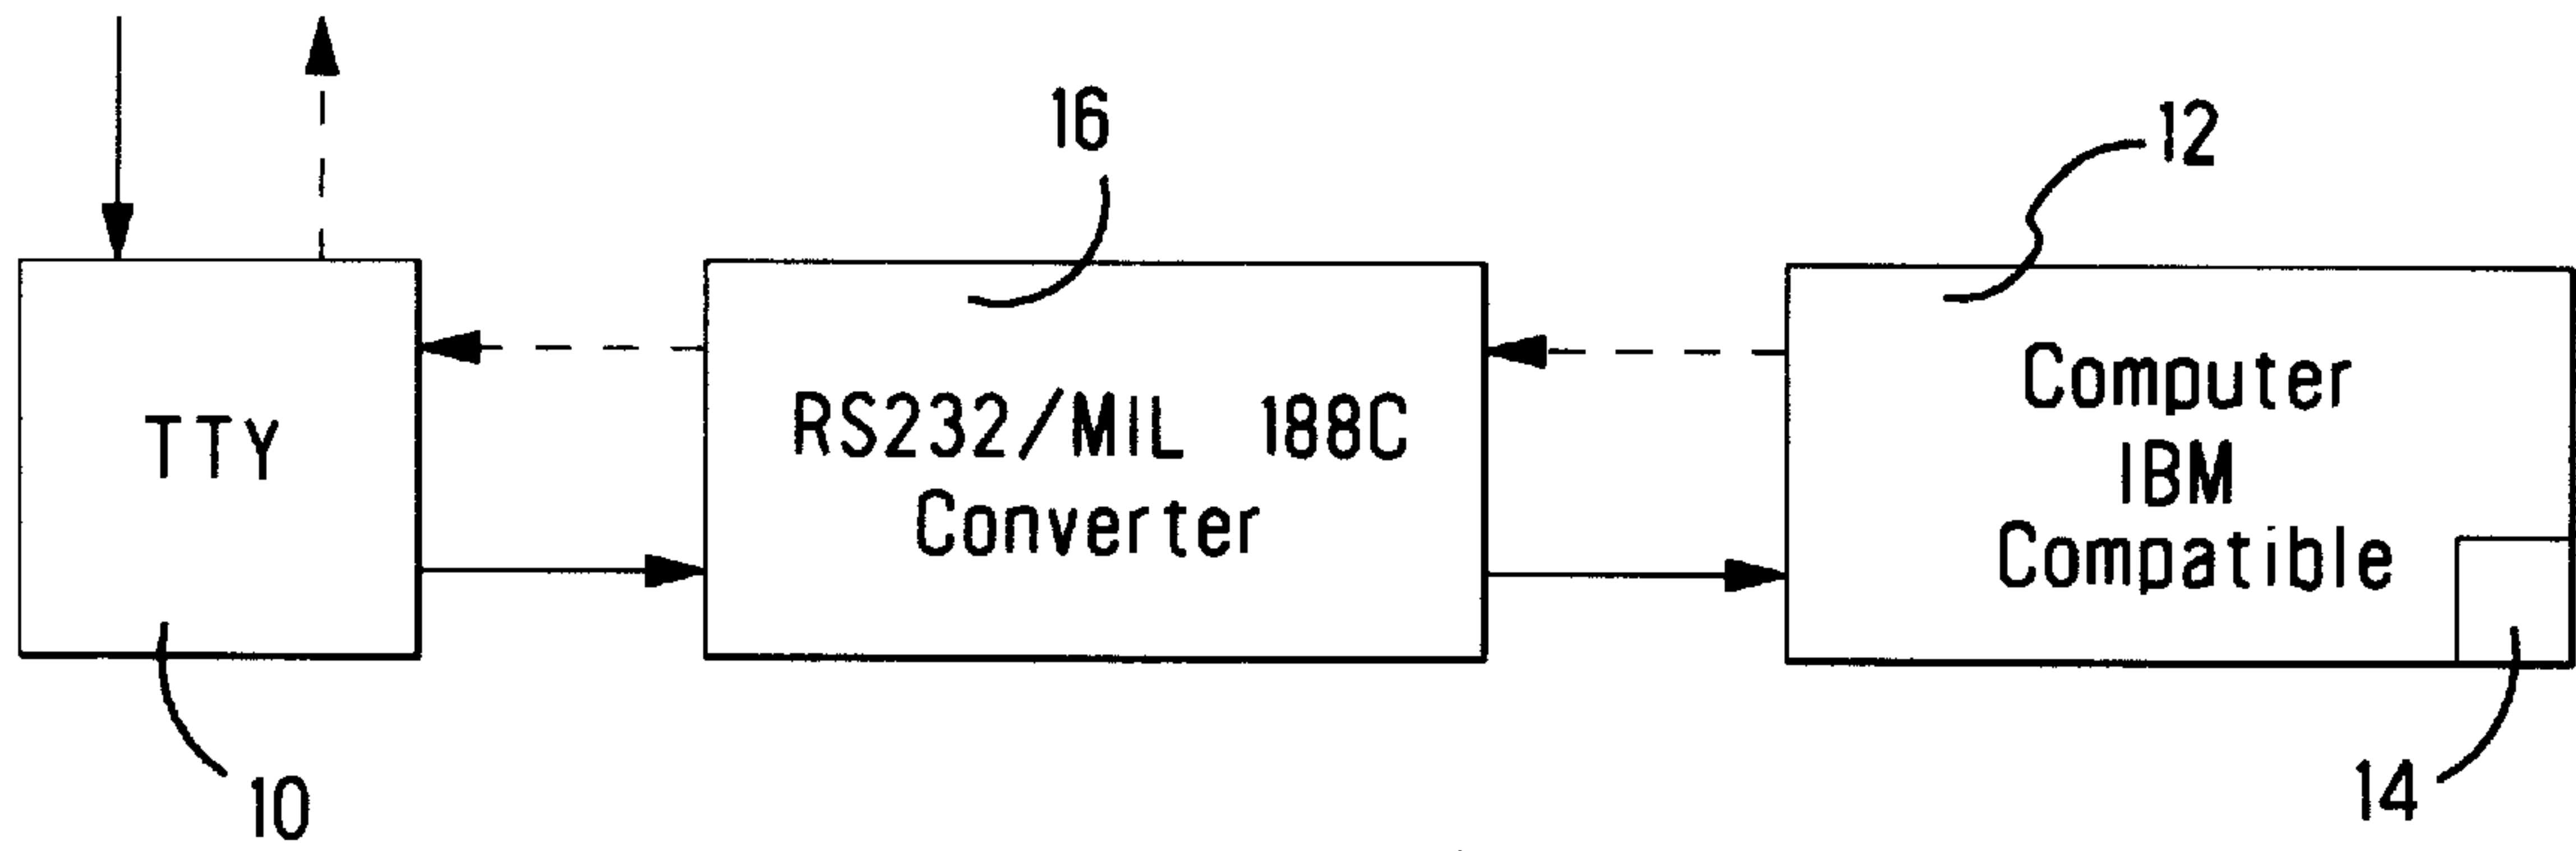 16
12
TTY
RS232/MIL 188C
Converter
Computer
IBM
Compatible
10
14